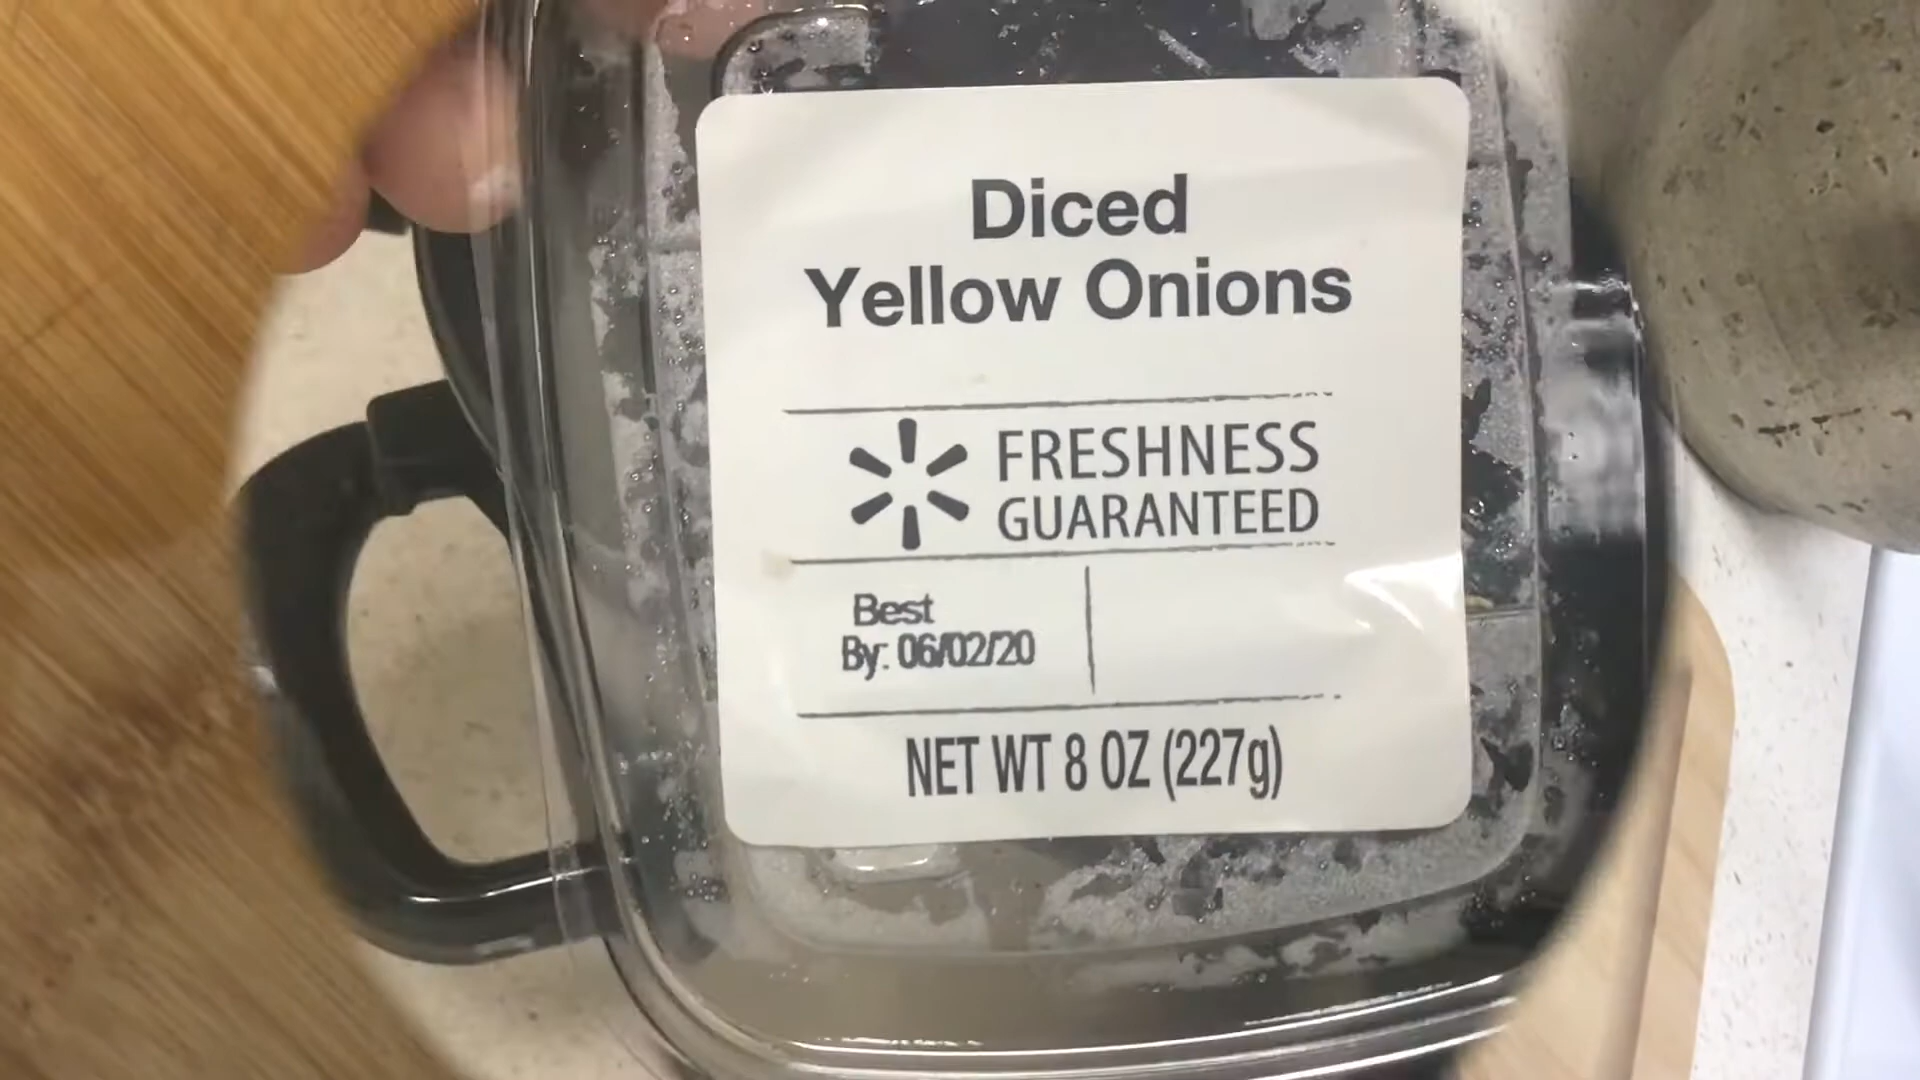 Diced
Yellow Onions
FRESHNESS
GUARANTEED
Best
By: 06/02/20
NET WT 8 OZ (227g)